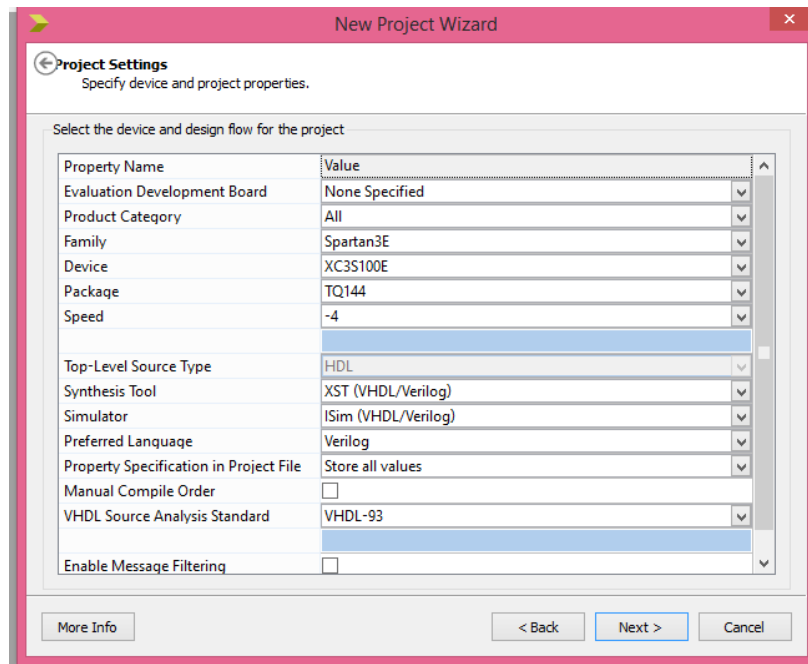 New Project Wizard
Project Settings
Specify device and project properties.
Select the device and design flow for the project
Property Name Value
Evaluation Development Board None Specified
Product Category All
Family Spartan3E
Device XC3S100E
Package TQ144
Speed -4
Top-Level Source Type HDL
Synthesis Tool XST (VHDL/Verilog)
Simulator ISim (VHDL/Verilog)
Preferred Language Verilog
Property Specification in Project File Store all values
Manual Compile Order
VHDL Source Analysis Standard VHDL-93
Enable Message Filtering
More Info < Back Next > Cancel